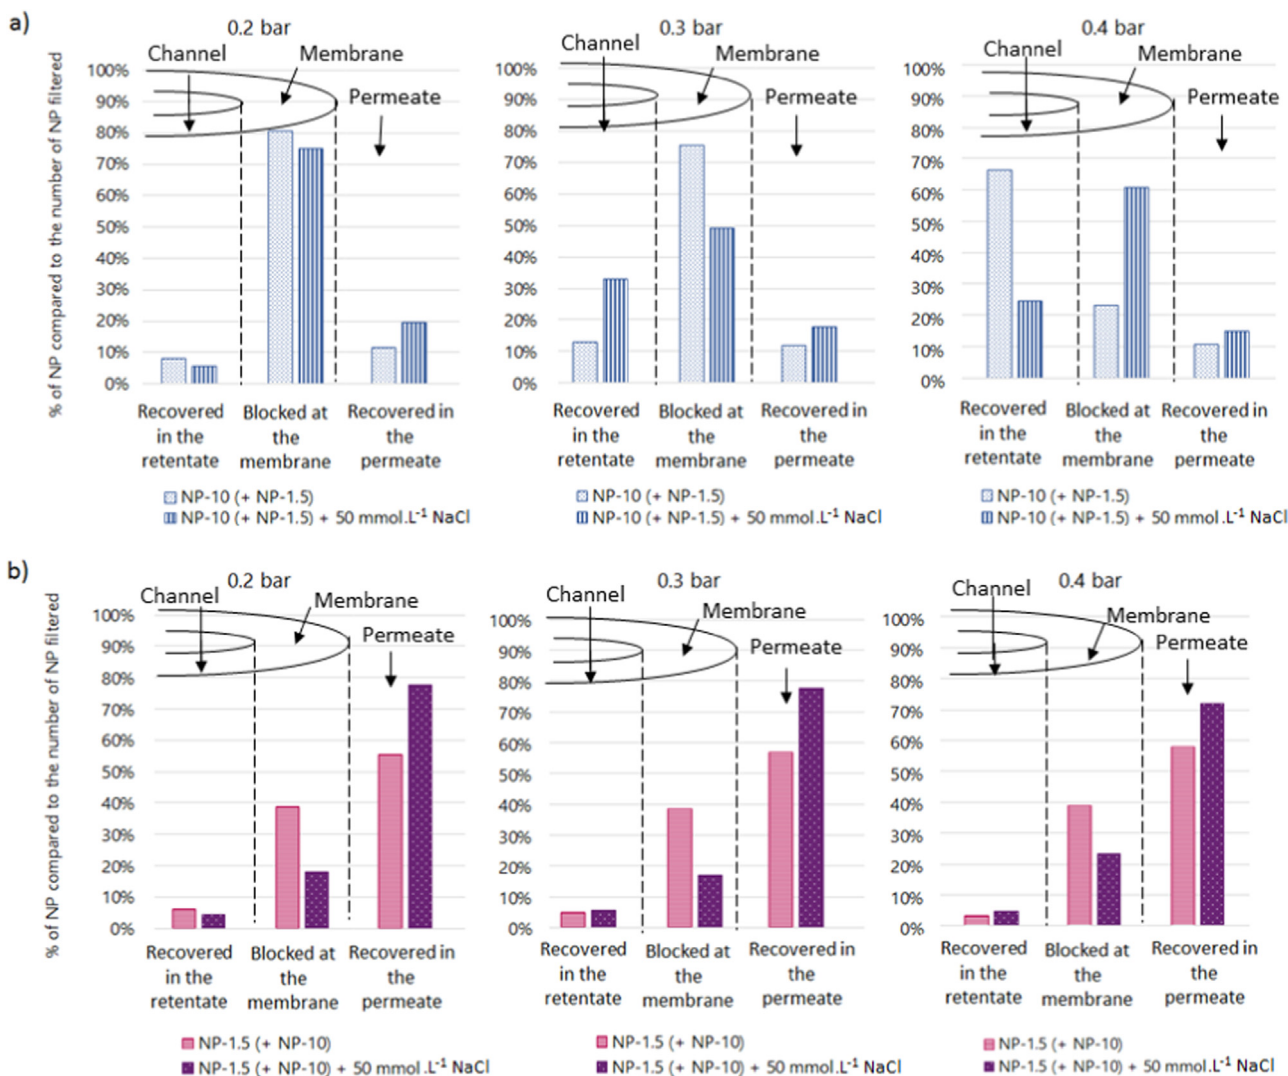 a)
0.2 bar
0.3 bar
0.4 bar
Channel
Membrane
Permeate
Channel
Membrane
Permeate
Channel
Membrane
Permeate
% of NP compared to the number of NP filtered
100%
90%
80%
70%
60%
50%
40%
30%
20%
10%
0%
100%
90%
80%
70%
60%
50%
40%
30%
20%
10%
0%
100%
90%
80%
70%
60%
50%
40%
30%
20%
10%
0%
Recovered in the retentate
Blocked at the membrane
Recovered in the permeate
Recovered in the retentate
Blocked at the membrane
Recovered in the permeate
Recovered in the retentate
Blocked at the membrane
Recovered in the permeate
NP-10 (+ NP-1.5)
NP-10 (+ NP-1.5) + 50 mmol.L⁻¹ NaCl
NP-10 (+ NP-1.5)
NP-10 (+ NP-1.5) + 50 mmol.L⁻¹ NaCl
NP-10 (+ NP-1.5)
NP-10 (+ NP-1.5) + 50 mmol.L⁻¹ NaCl
b)
0.2 bar
0.3 bar
0.4 bar
Channel
Membrane
Permeate
Channel
Membrane
Permeate
Channel
Membrane
Permeate
% of NP compared to the number of NP filtered
100%
90%
80%
70%
60%
50%
40%
30%
20%
10%
0%
100%
90%
80%
70%
60%
50%
40%
30%
20%
10%
0%
100%
90%
80%
70%
60%
50%
40%
30%
20%
10%
0%
Recovered in the retentate
Blocked at the membrane
Recovered in the permeate
Recovered in the retentate
Blocked at the membrane
Recovered in the permeate
Recovered in the retentate
Blocked at the membrane
Recovered in the permeate
NP-1.5 (+ NP-10)
NP-1.5 (+ NP-10) + 50 mmol.L⁻¹ NaCl
NP-1.5 (+ NP-10)
NP-1.5 (+ NP-10) + 50 mmol.L⁻¹ NaCl
NP-1.5 (+ NP-10)
NP-1.5 (+ NP-10) + 50 mmol.L⁻¹ NaCl